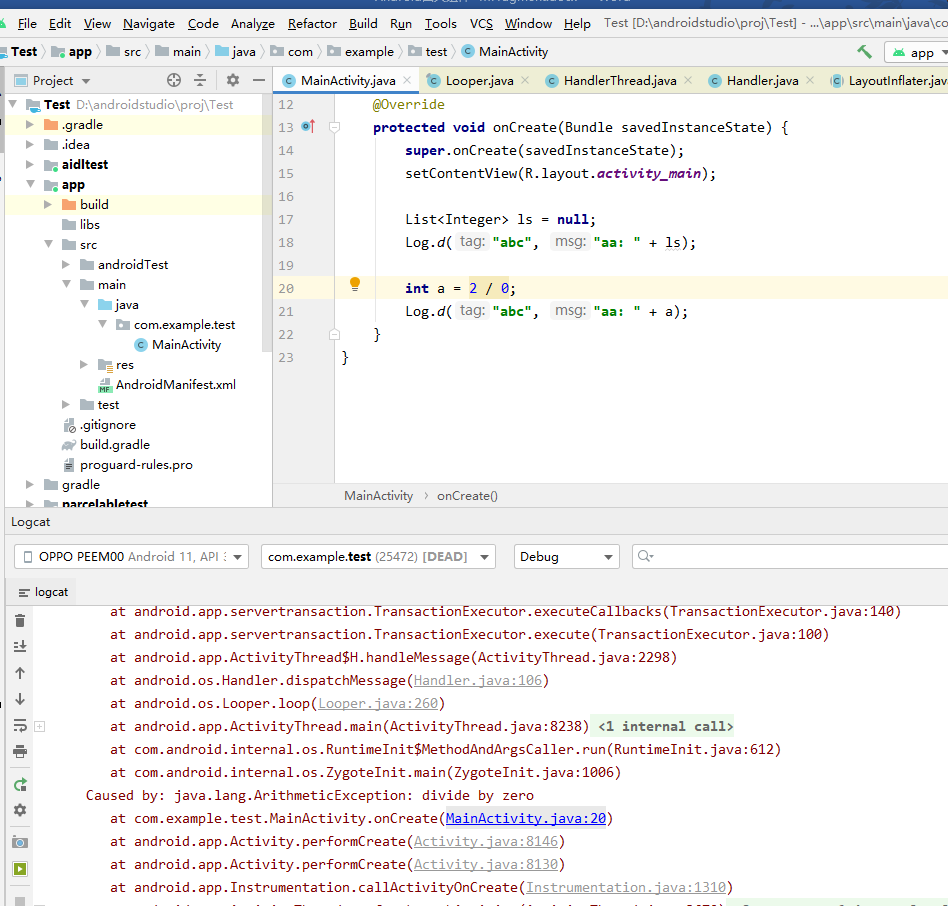 File Edit View Navigate Code Analyze Refactor Build Run Tools VCS Window Help Test [D:\androidstudio\proj\Test] - ...\app\src\main\java\co
Test app src main java com example test MainActivity app
Project MainActivity.java Looper.java HandlerThread.java Handler.java LayoutInflater.jav
Test D:\androidstudio\proj\Test
.gradle
.idea
aidltest
app
build
libs
src
androidTest
main
java
com.example.test
MainActivity
res
AndroidManifest.xml
test
.gitignore
build.gradle
proguard-rules.pro
gradle
parcelabletest
12 @Override
13 protected void onCreate(Bundle savedInstanceState) {
14 super.onCreate(savedInstanceState);
15 setContentView(R.layout.activity_main);
16
17 List<Integer> ls = null;
18 Log.d( tag: "abc", msg: "aa: " + ls);
19
20 int a = 2 / 0;
21 Log.d( tag: "abc", msg: "aa: " + a);
22 }
23 }
MainActivity › onCreate()
Logcat
OPPO PEEM00 Android 11, API com.example.test (25472) [DEAD] Debug
logcat
at android.app.servertransaction.TransactionExecutor.executeCallbacks(TransactionExecutor.java:140)
at android.app.servertransaction.TransactionExecutor.execute(TransactionExecutor.java:100)
at android.app.ActivityThread$H.handleMessage(ActivityThread.java:2298)
at android.os.Handler.dispatchMessage(Handler.java:106)
at android.os.Looper.loop(Looper.java:260)
at android.app.ActivityThread.main(ActivityThread.java:8238) <1 internal call>
at com.android.internal.os.RuntimeInit$MethodAndArgsCaller.run(RuntimeInit.java:612)
at com.android.internal.os.ZygoteInit.main(ZygoteInit.java:1006)
Caused by: java.lang.ArithmeticException: divide by zero
at com.example.test.MainActivity.onCreate(MainActivity.java:20)
at android.app.Activity.performCreate(Activity.java:8146)
at android.app.Activity.performCreate(Activity.java:8130)
at android.app.Instrumentation.callActivityOnCreate(Instrumentation.java:1310)